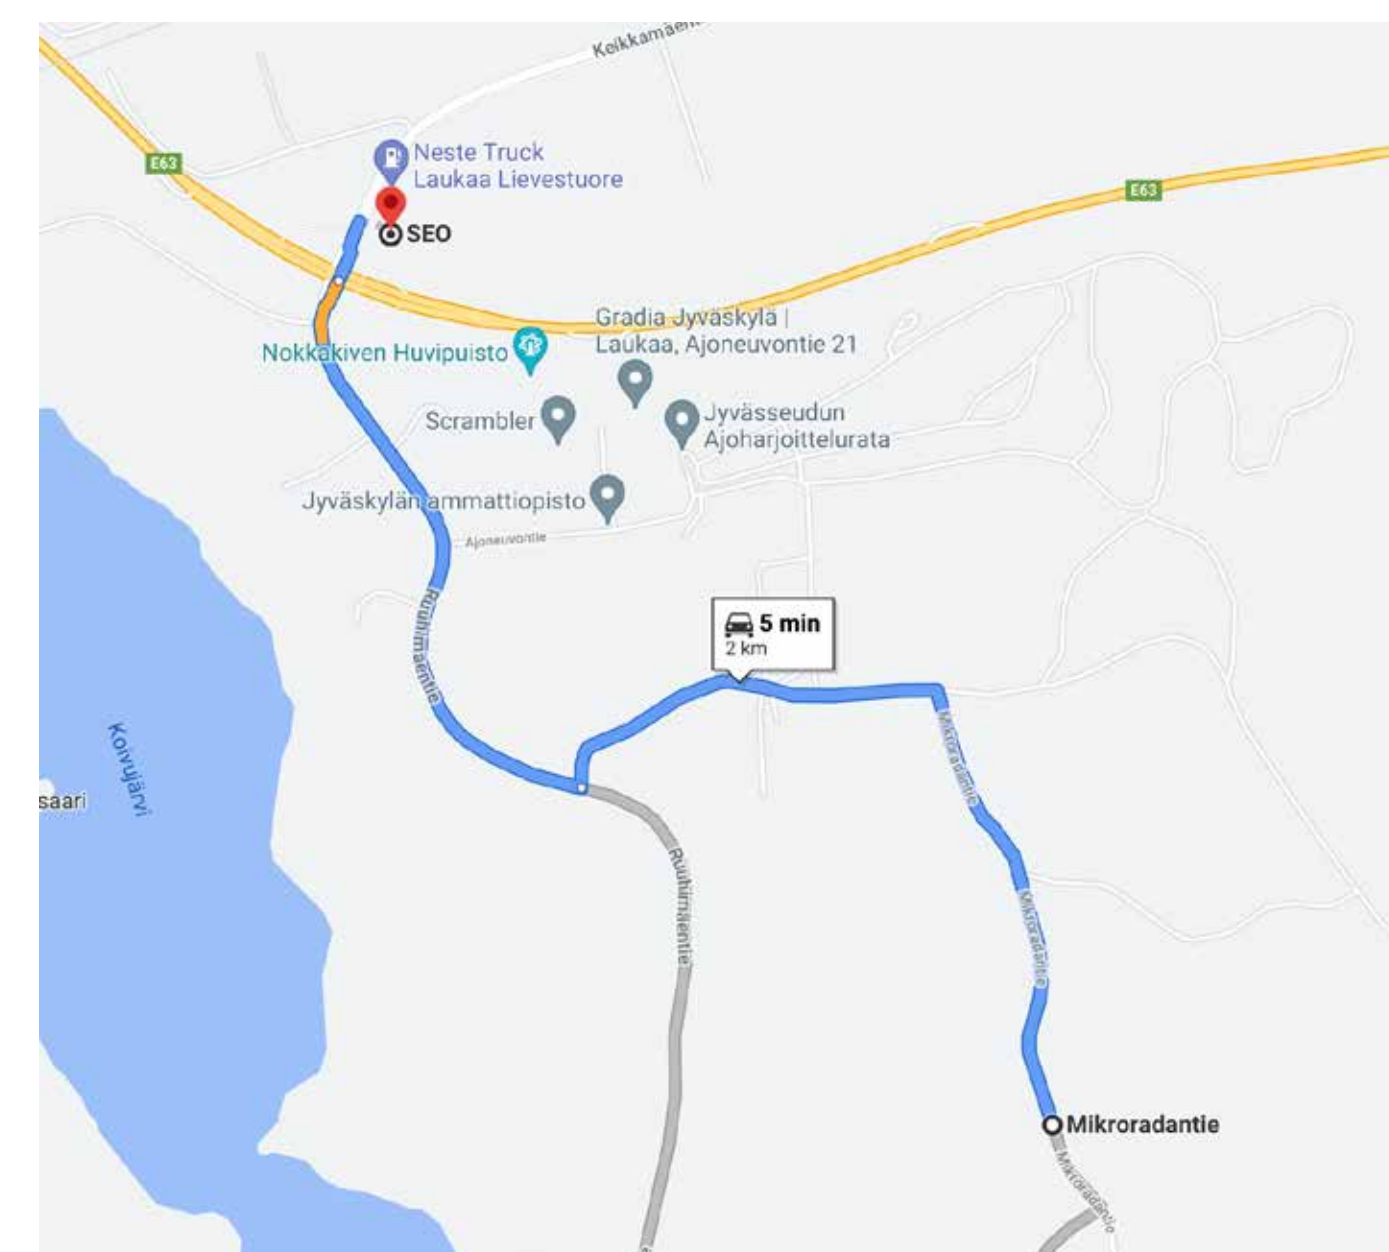 Keikkamäent
E63
Neste Truck
Laukaa Lievestuore
E63
SEO
Gradia Jyväskylä |
Laukaa, Ajoneuvontie 21
Nokkakiven Huvipuisto
Scrambler
Jyvässeudun
Ajoharjoittelurata
Jyväskylän ammattiopisto
Ajoneuvontie
Ruuhimäentie
5 min
2 km
Mikroradantie
Koivujärvi
saari
Ruuhimäentie
Mikroradantie
Mikroradantie
Mikroradantie